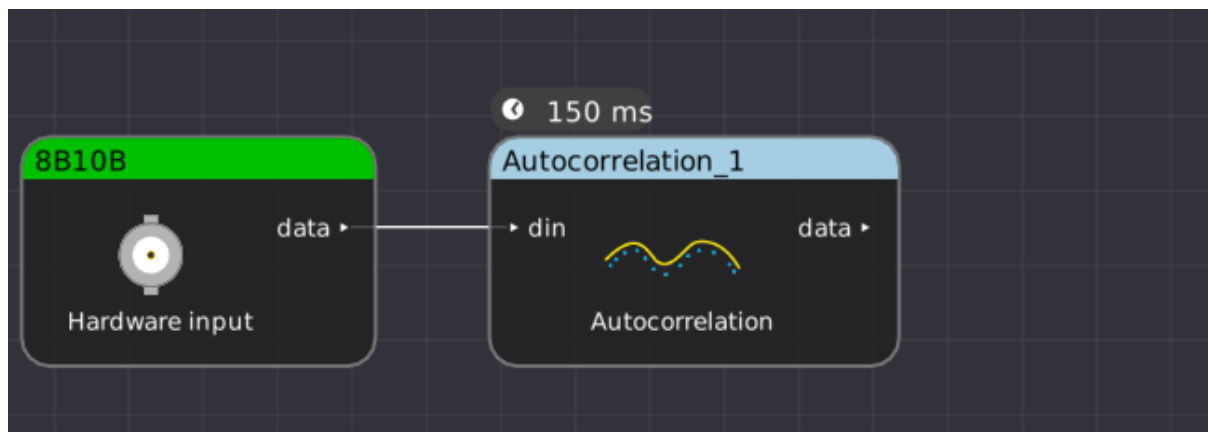 150 ms
8B10B
Autocorrelation_1
data
din
data
Hardware input
Autocorrelation